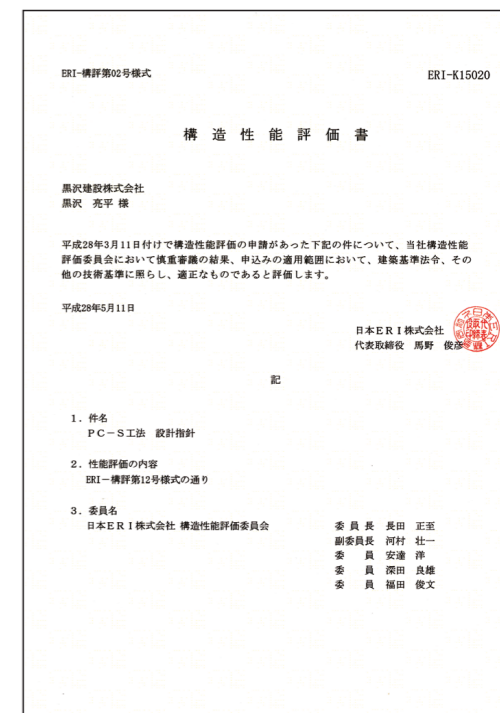 ERI-構評第02号様式
ERI-K15020
構造性能評価書
黒沢建設株式会社
黒沢 亮平 様
平成28年3月11日付けで構造性能評価の申請があった下記の件について、当社構造性能
評価委員会において慎重審議の結果、申込みの適用範囲において、建築基準法令、その
他の技術基準に照らし、適正なものであると評価します。
平成28年5月11日
日本ERI株式会社
代表取締役 馬野 俊彦
記
1.件名
PC-S工法 設計指針
2.性能評価の内容
ERI-構評第12号様式の通り
3.委員名
日本ERI株式会社 構造性能評価委員会
委員長 長田 正至
副委員長 河村 壮一
委員 安達 洋
委員 深田 良雄
委員 福田 俊文